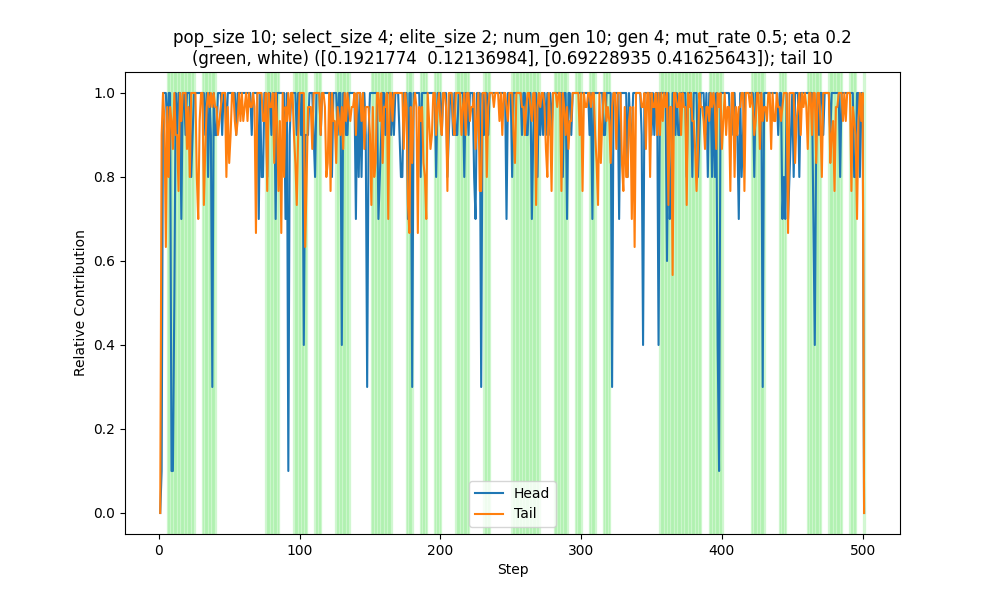 pop_size 10; select_size 4; elite_size 2; num_gen 10; gen 4; mut_rate 0.5; eta 0.2
(green, white) ([0.1921774  0.12136984], [0.69228935 0.41625643]); tail 10
Relative Contribution
1.0
0.8
0.6
0.4
0.2
0.0
Head
Tail
0
100
200
300
400
500
Step